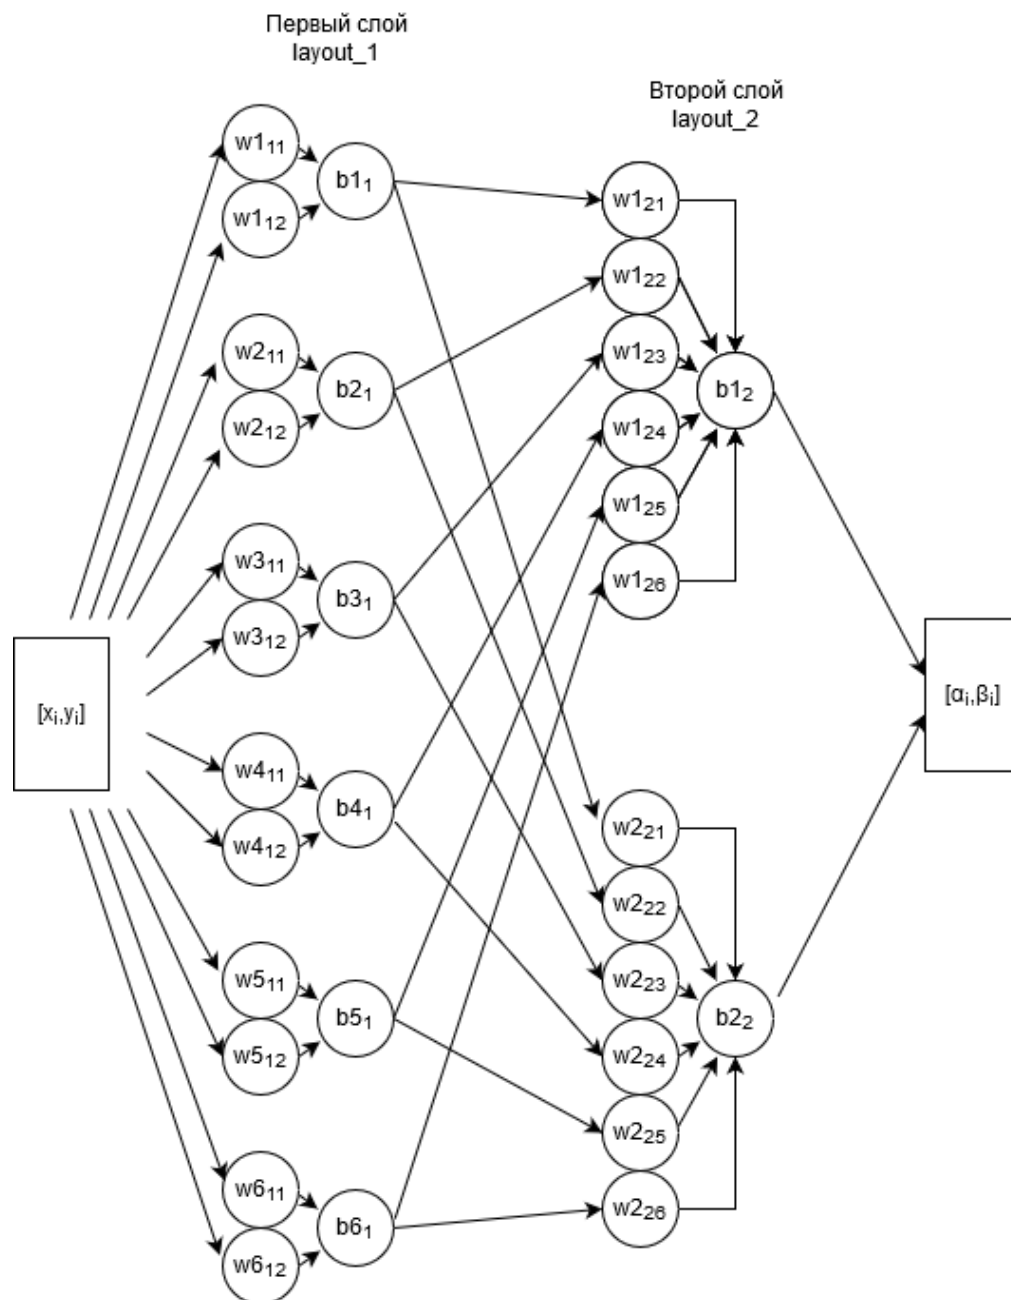 Первый слой
layout_1
Второй слой
layout_2
w1₁₁
w1₁₂
b1₁
w2₁₁
w2₁₂
b2₁
w3₁₁
w3₁₂
b3₁
[xᵢ,yᵢ]
w4₁₁
w4₁₂
b4₁
w5₁₁
w5₁₂
b5₁
w6₁₁
w6₁₂
b6₁
w1₂₁
w1₂₂
w1₂₃
w1₂₄
w1₂₅
w1₂₆
b1₂
w2₂₁
w2₂₂
w2₂₃
w2₂₄
w2₂₅
w2₂₆
b2₂
[αᵢ,βᵢ]